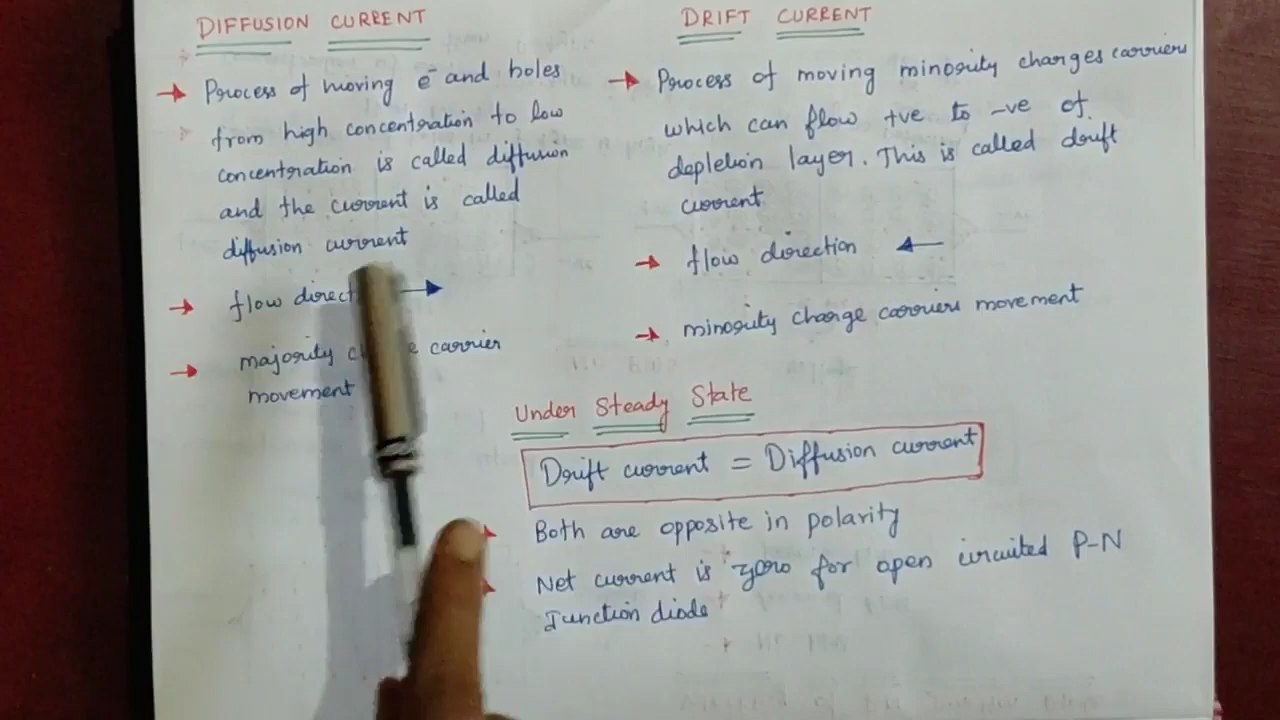 DIFFUSION CURRENT
→ Process of moving e⁻ and holes
from high concentration to low
concentration is called diffusion
and the current is called
diffusion current
→ flow direct →
→ majority carrier
movement
DRIFT CURRENT
→ Process of moving minority charges carriers
which can flow +ve to -ve of
depletion layer. This is called drift
current
→ flow direction ←
→ minority charge carriers movement
Under Steady State
Drift current = Diffusion current
Both are opposite in polarity
Net current is zero for open circuited P-N
Junction diode